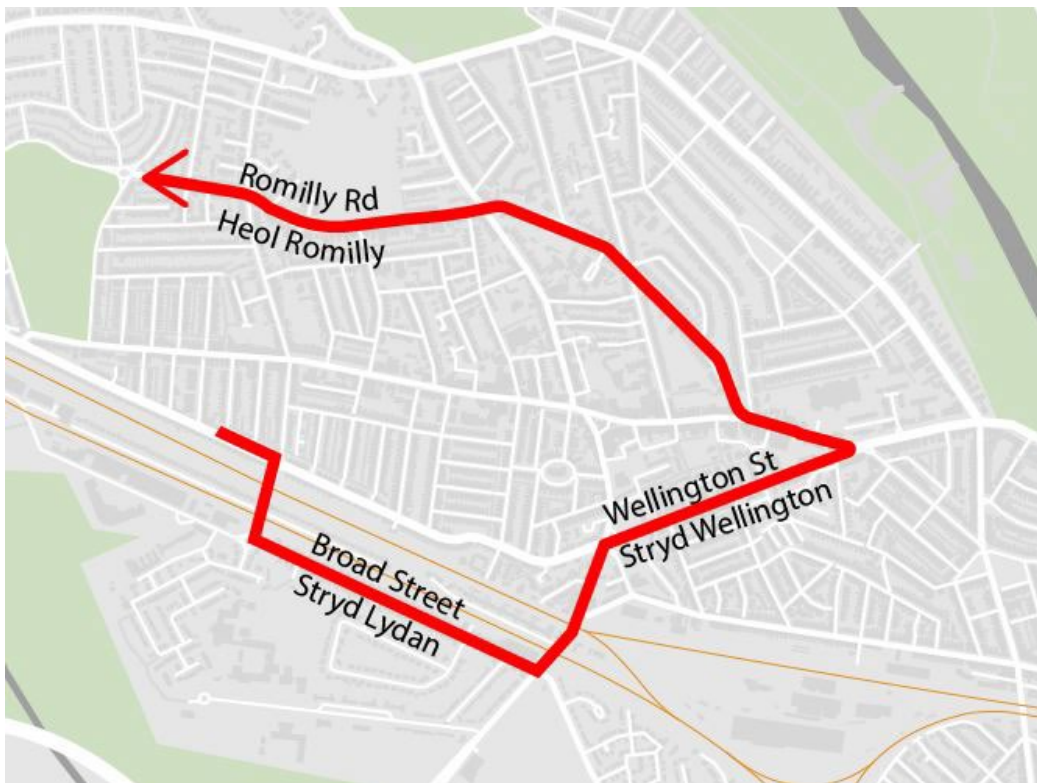 Romilly Rd
Heol Romilly
Wellington St
Stryd Wellington
Broad Street
Stryd Lydan